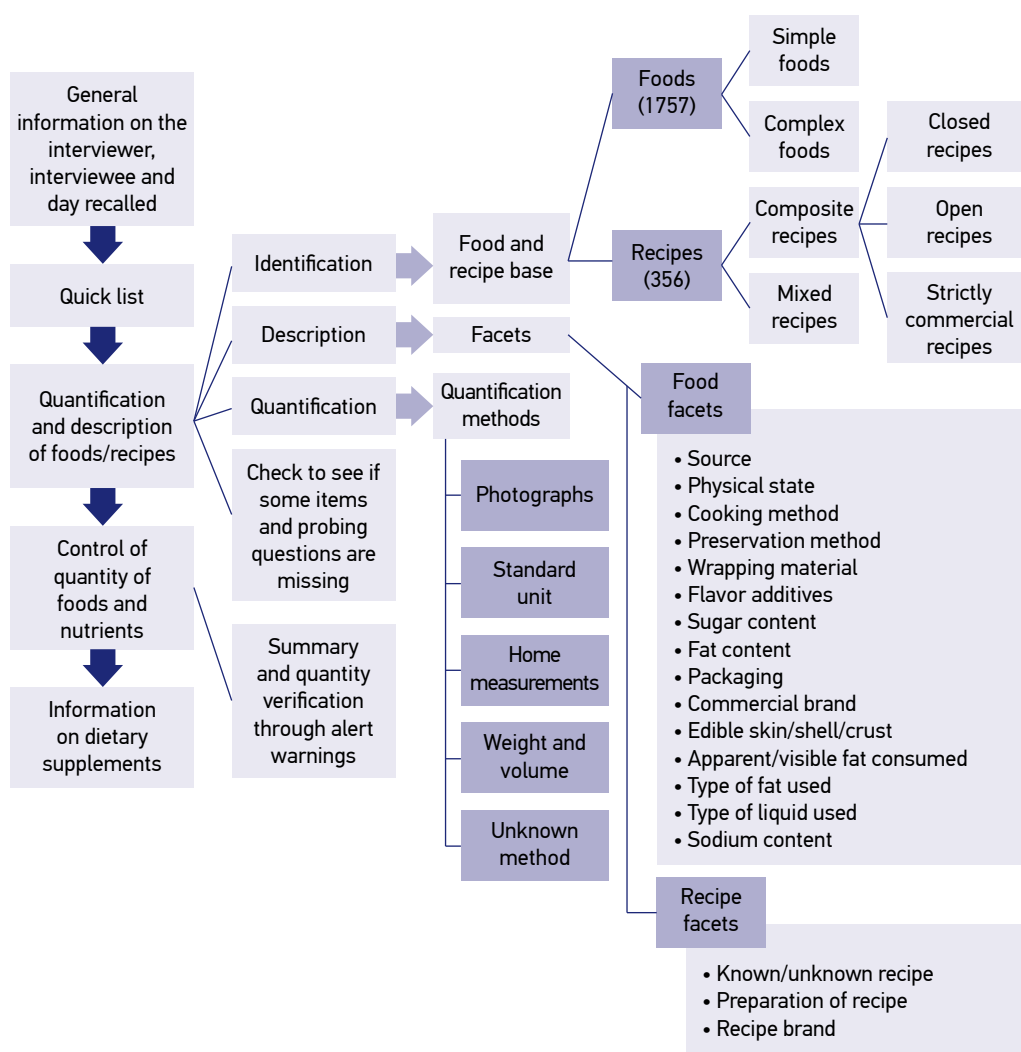 General
information on the
interviewer,
interviewee and
day recalled
Quick list
Quantification
and description
of foods/recipes
Control of
quantity of
foods and
nutrients
Information
on dietary
supplements
Identification
Description
Quantification
Check to see if
some items
and probing
questions are
missing
Summary
and quantity
verification
through alert
warnings
Food and
recipe base
Facets
Quantification
methods
Photographs
Standard
unit
Home
measurements
Weight and
volume
Unknown
method
Foods
(1757)
Recipes
(356)
Simple
foods
Complex
foods
Composite
recipes
Mixed
recipes
Closed
recipes
Open
recipes
Strictly
commercial
recipes
Food
facets
• Source
• Physical state
• Cooking method
• Preservation method
• Wrapping material
• Flavor additives
• Sugar content
• Fat content
• Packaging
• Commercial brand
• Edible skin/shell/crust
• Apparent/visible fat consumed
• Type of fat used
• Type of liquid used
• Sodium content
Recipe
facets
• Known/unknown recipe
• Preparation of recipe
• Recipe brand